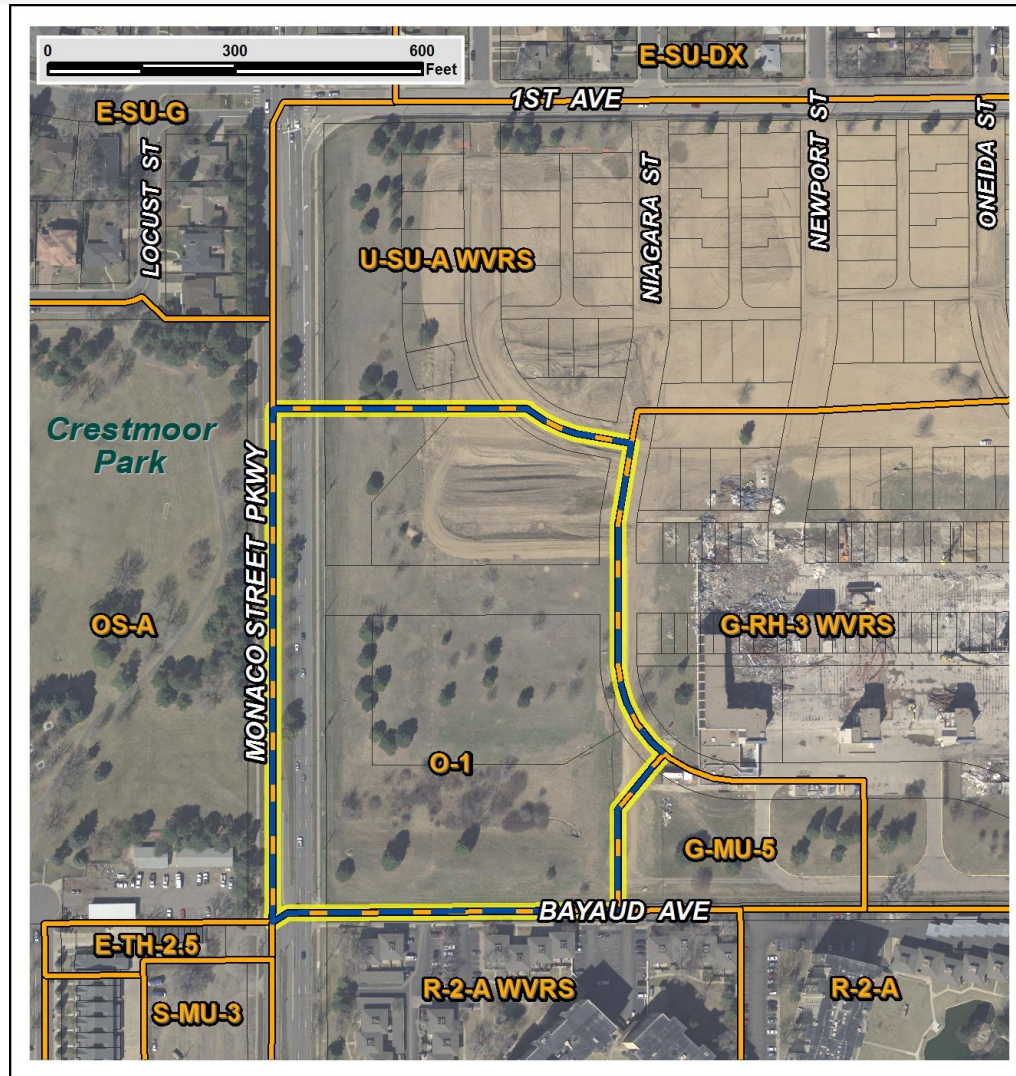 0 300 600
Feet
E-SU-DX
1ST AVE
E-SU-G
LOCUST ST
NIAGARA ST
NEWPORT ST
ONEIDA ST
U-SU-A WVRS
Crestmoor
Park
MONACO STREET PKWY
OS-A
G-RH-3 WVRS
O-1
G-MU-5
BAYAUD AVE
E-TH-2.5
R-2-A WVRS
R-2-A
S-MU-3